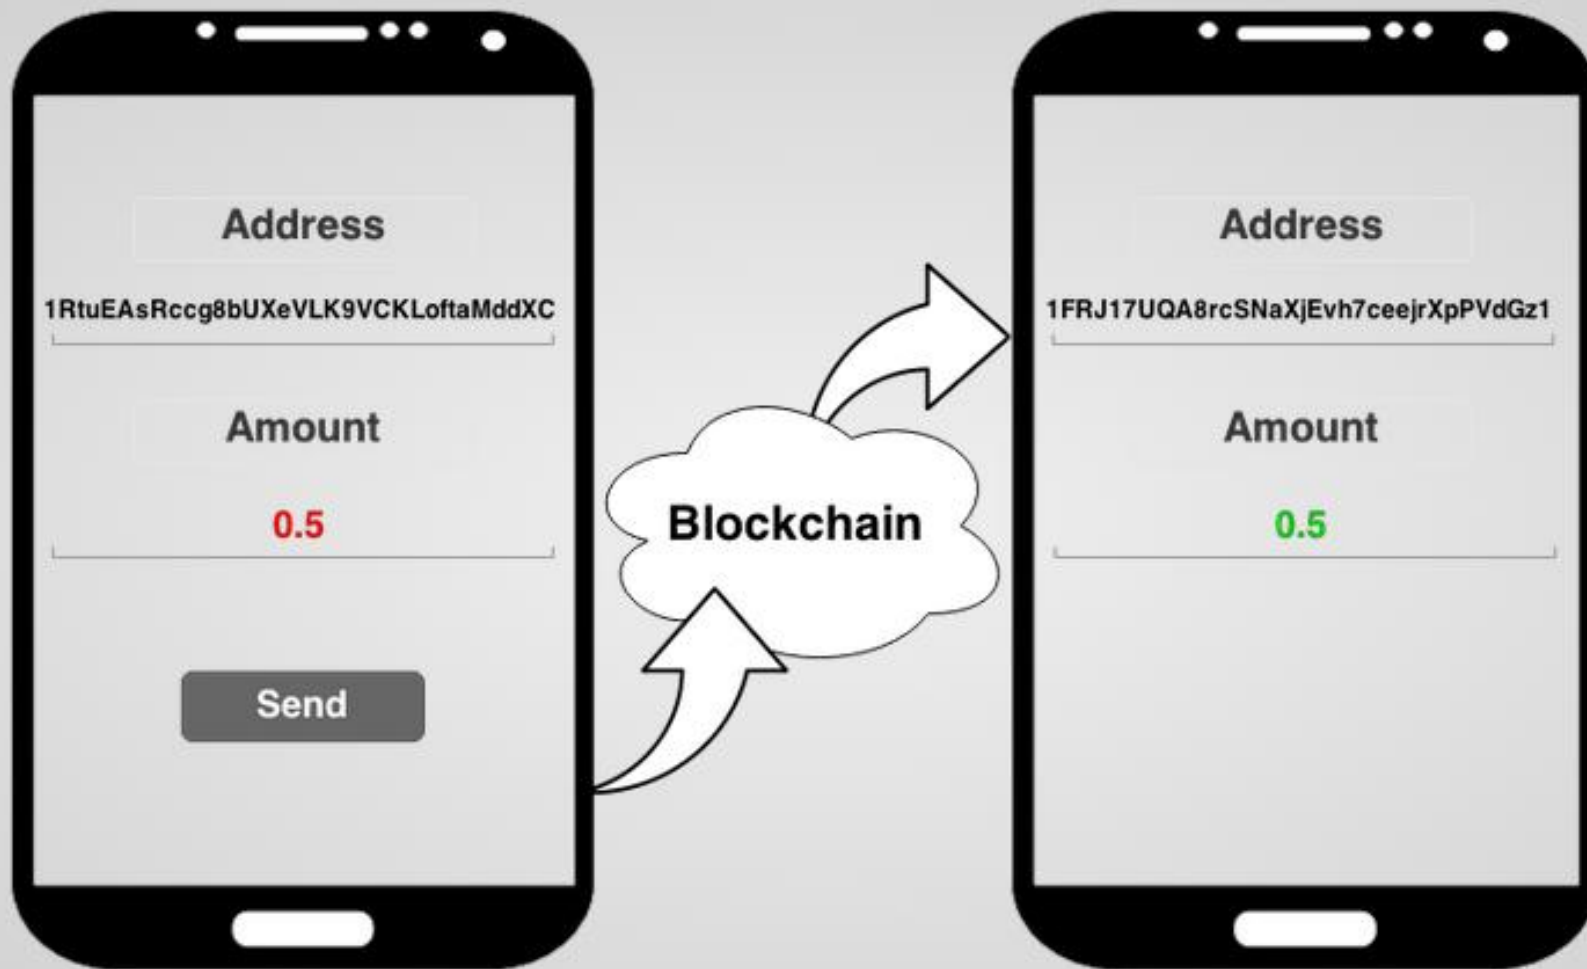 Address
1RtuEAsRccg8bUXeVLK9VCKLoftaMddXC
Amount
0.5
Send
Blockchain
Address
1FRJ17UQA8rcSNaXjEvh7ceejrXpPVdGz1
Amount
0.5